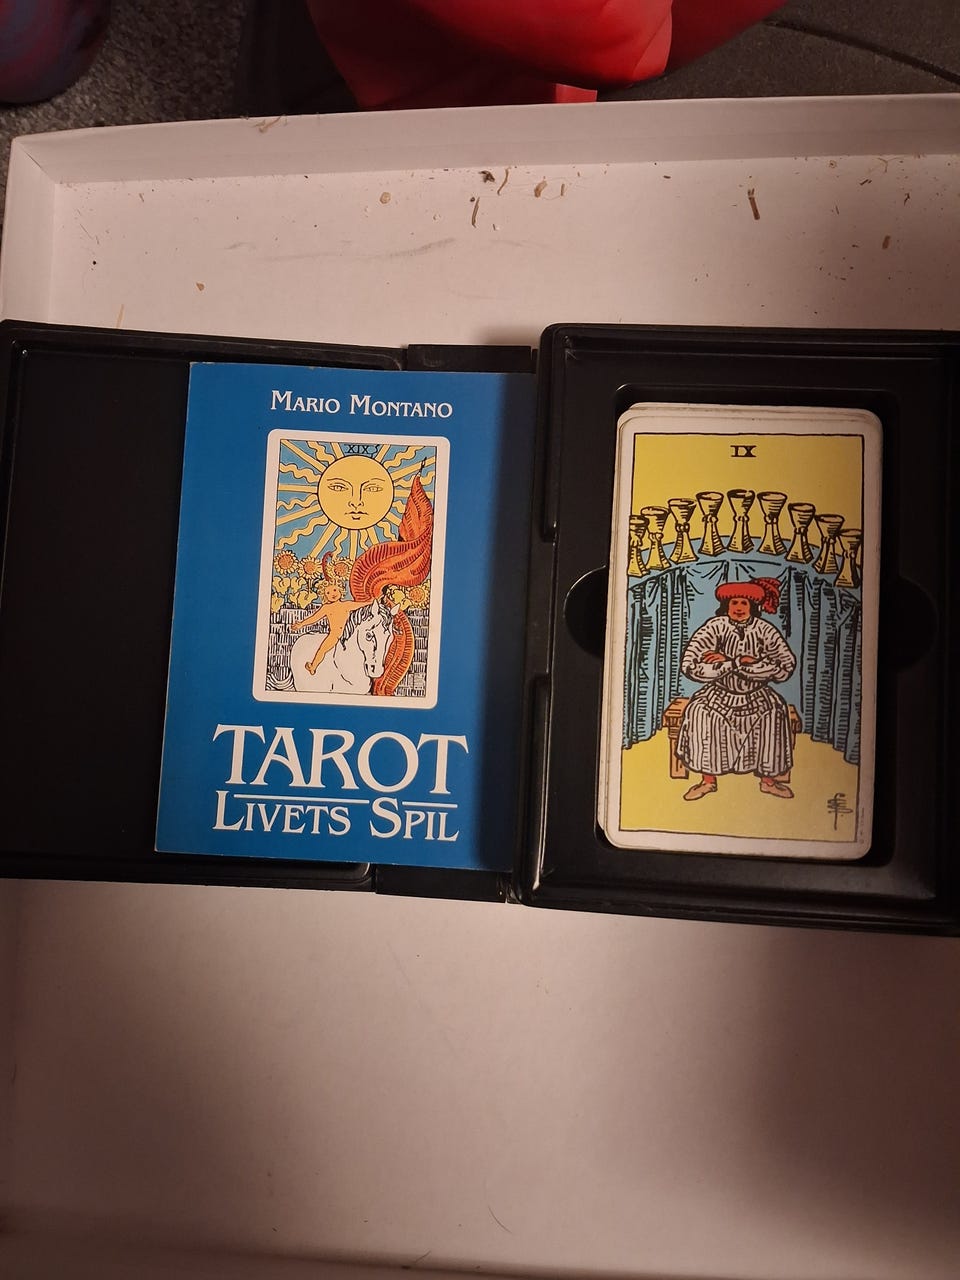 MARIO MONTANO
XIX
TAROT
LIVETS SPIL
IX